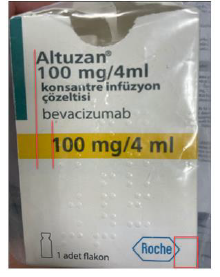 Altuzan®
100 mg/4ml
konsantre infüzyon
çözeltisi
bevacizumab
100 mg/4 ml
1 adet flakon
Roche